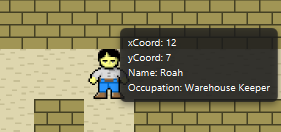 xCoord: 12
yCoord: 7
Name: Roah
Occupation: Warehouse Keeper